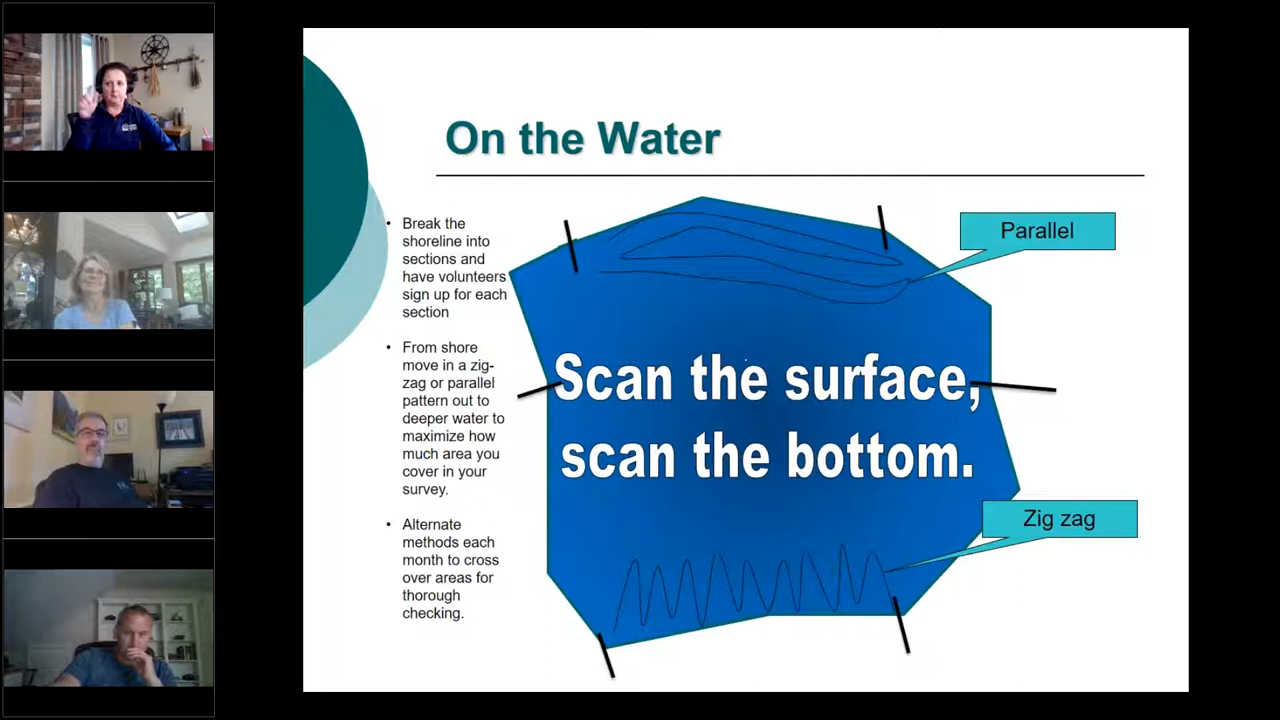 On the Water
• Break the
shoreline into
sections and
have volunteers
sign up for each
section
• From shore
move in a zig-
zag or parallel
pattern out to
deeper water to
maximize how
much area you
cover in your
survey.
• Alternate
methods each
month to cross
over areas for
thorough
checking.
Parallel
Scan the surface,
scan the bottom.
Zig zag